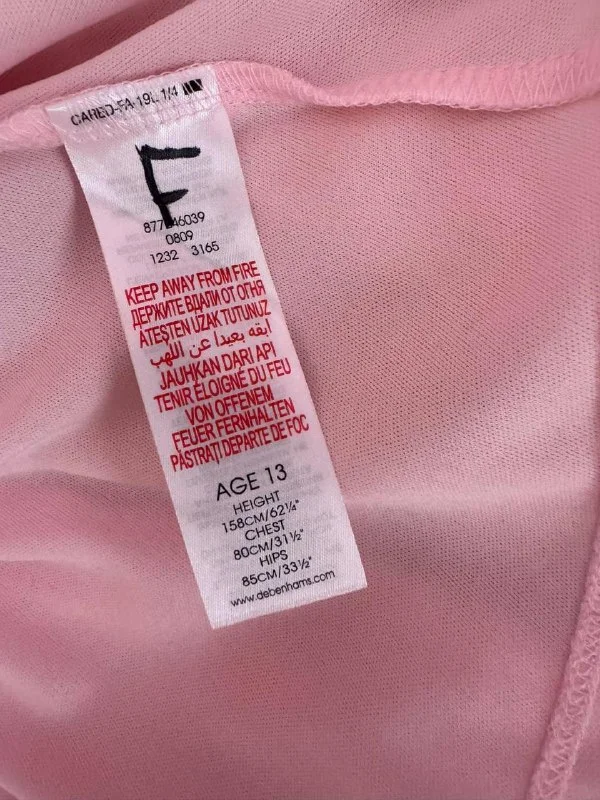 CARED-FA-19L 1/4
F
0809
1232 3165
KEEP AWAY FROM FIRE
ДЕРЖИТЕ ВДАЛИ ОТ ОГНЯ
ATEŞTEN UZAK TUTUNUZ
ابقه بعيدا عن اللهب
JAUHKAN DARI API
TENIR ÉLOIGNÉ DU FEU
VON OFFENEM
FEUER FERNHALTEN
PĂSTRAȚI DEPARTE DE FOC
AGE 13
HEIGHT
158CM/62¼"
CHEST
80CM/31½"
HIPS
85CM/33½"
www.debenhams.com